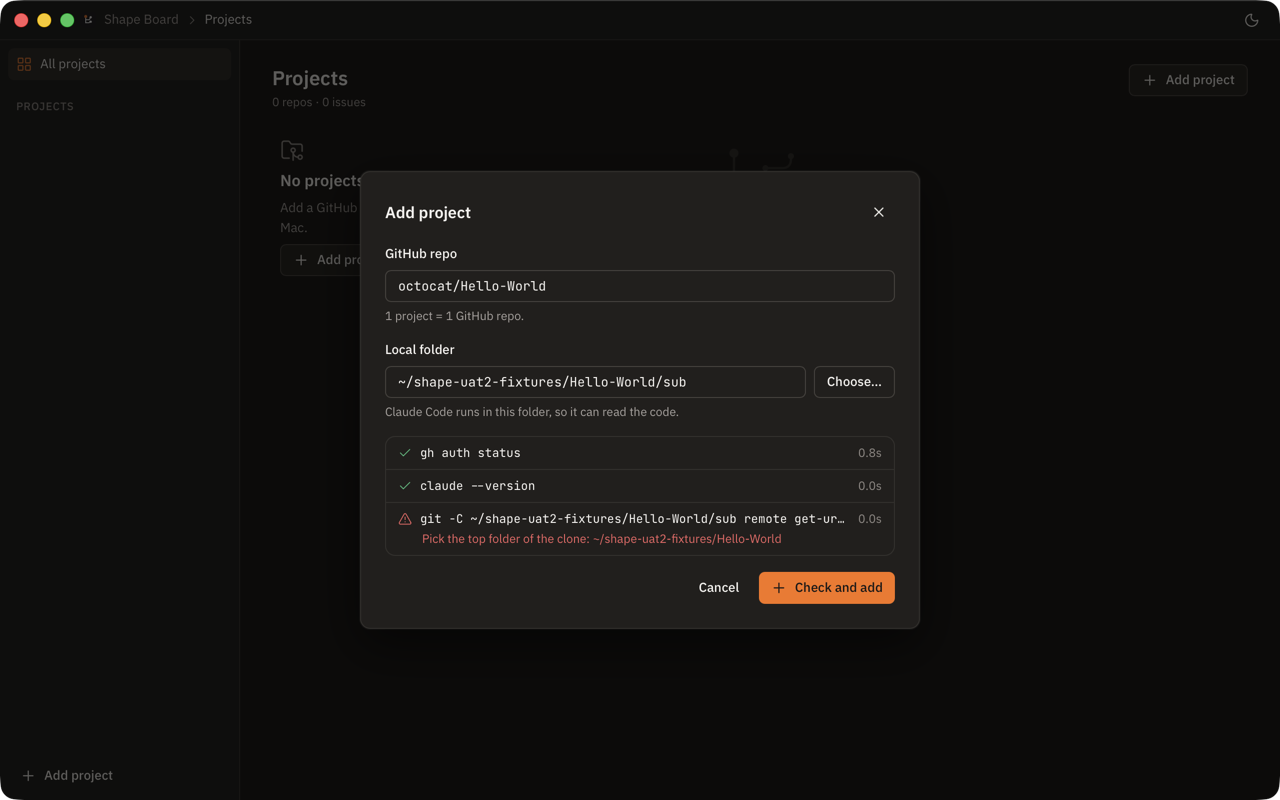 Shape Board > Projects
All projects
PROJECTS
Projects
0 repos · 0 issues
Add project
No projects
Add a GitHub
Mac.
Add pro
Add project
GitHub repo
octocat/Hello-World
1 project = 1 GitHub repo.
Local folder
~/shape-uat2-fixtures/Hello-World/sub
Choose...
Claude Code runs in this folder, so it can read the code.
gh auth status 0.8s
claude --version 0.0s
git -C ~/shape-uat2-fixtures/Hello-World/sub remote get-ur… 0.0s
Pick the top folder of the clone: ~/shape-uat2-fixtures/Hello-World
Cancel
Check and add
Add project